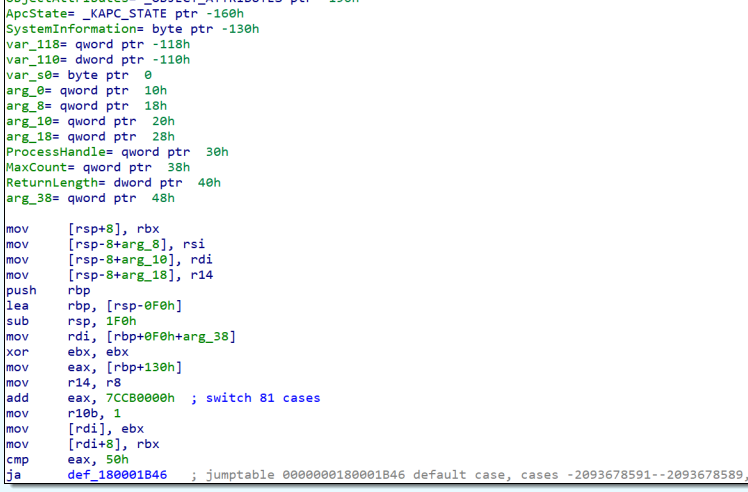 ApcState= _KAPC_STATE ptr -160h
SystemInformation= byte ptr -130h
var_118= qword ptr -118h
var_110= dword ptr -110h
var_s0= byte ptr  0
arg_0= qword ptr  10h
arg_8= qword ptr  18h
arg_10= qword ptr  20h
arg_18= qword ptr  28h
ProcessHandle= qword ptr  30h
MaxCount= qword ptr  38h
ReturnLength= dword ptr  40h
arg_38= qword ptr  48h
mov     [rsp+8], rbx
mov     [rsp-8+arg_8], rsi
mov     [rsp-8+arg_10], rdi
mov     [rsp-8+arg_18], r14
push    rbp
lea     rbp, [rsp-0F0h]
sub     rsp, 1F0h
mov     rdi, [rbp+0F0h+arg_38]
xor     ebx, ebx
mov     eax, [rbp+130h]
mov     r14, r8
add     eax, 7CCB0000h  ; switch 81 cases
mov     r10b, 1
mov     [rdi], ebx
mov     [rdi+8], rbx
cmp     eax, 50h
ja      def_180001B46   ; jumptable 0000000180001B46 default case, cases -2093678591--2093678589,